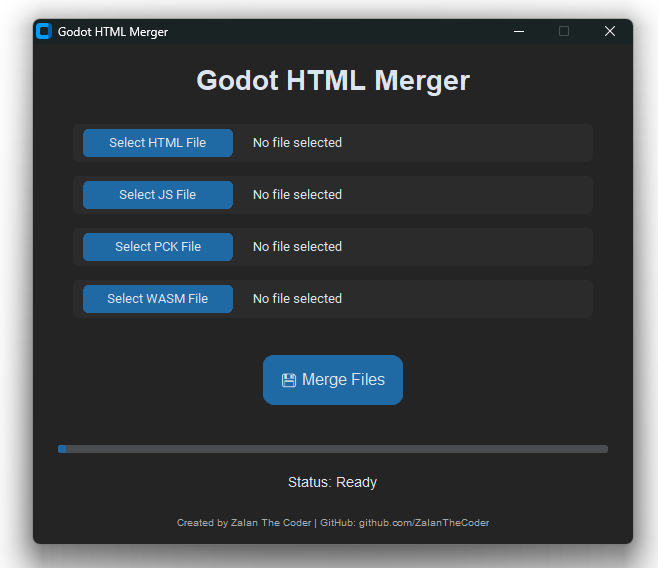 Godot HTML Merger
Godot HTML Merger
Select HTML File No file selected
Select JS File No file selected
Select PCK File No file selected
Select WASM File No file selected
💾 Merge Files
Status: Ready
Created by Zalan The Coder | GitHub: github.com/ZalanTheCoder